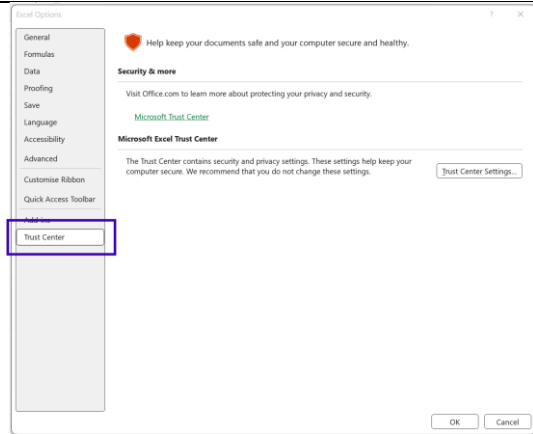 Excel Options
General
Formulas
Data
Proofing
Save
Language
Accessibility
Advanced
Customise Ribbon
Quick Access Toolbar
Add-ins
Trust Center
Help keep your documents safe and your computer secure and healthy.
Security & more
Visit Office.com to learn more about protecting your privacy and security.
Microsoft Trust Center
Microsoft Excel Trust Center
The Trust Center contains security and privacy settings. These settings help keep your
computer secure. We recommend that you do not change these settings.
Trust Center Settings...
OK
Cancel